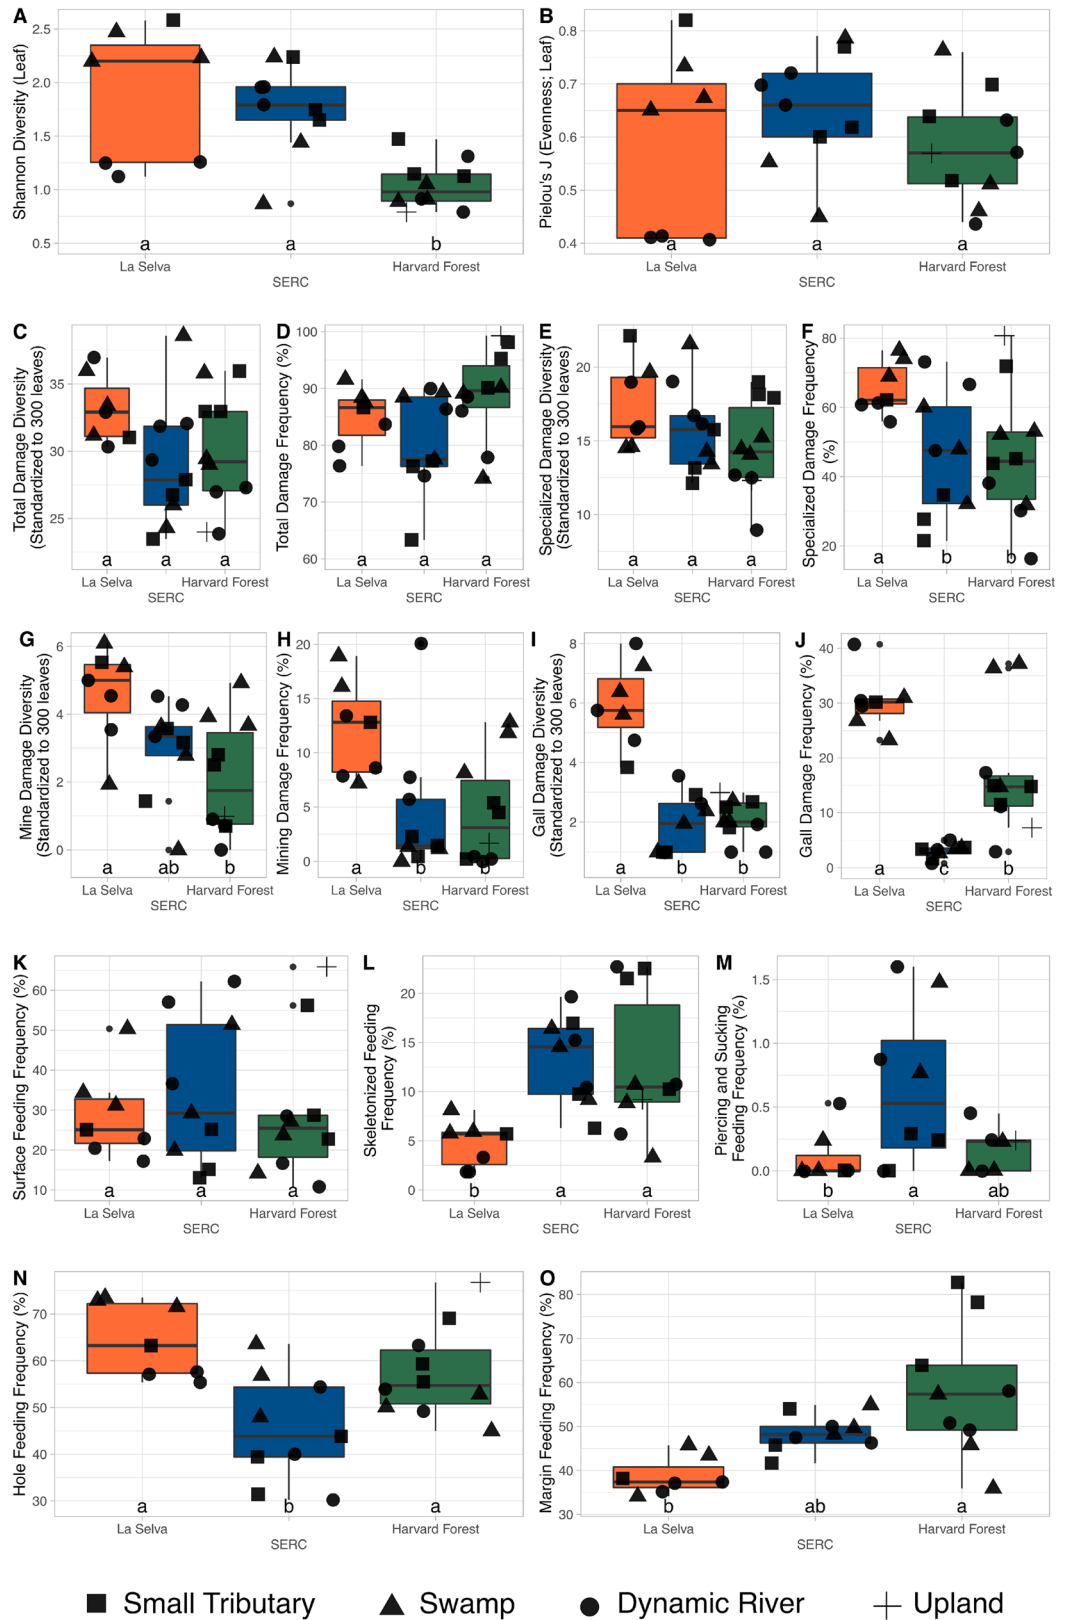 A
Shannon Diversity (Leaf)
2.5
2.0
1.5
1.0
0.5
a
a
b
La Selva
Harvard Forest
SERC
B
Pielou's J (Evenness; Leaf)
0.8
0.7
0.6
0.5
0.4
a
a
a
La Selva
Harvard Forest
SERC
C
Total Damage Diversity
(Standardized to 300 leaves)
35
30
25
a
a
a
La Selva
Harvard Forest
SERC
D
Total Damage Frequency (%)
100
90
80
70
60
a
a
a
La Selva
Harvard Forest
SERC
E
Specialized Damage Diversity
(Standardized to 300 leaves)
20
15
10
a
a
a
La Selva
Harvard Forest
SERC
F
Specialized Damage Frequency
(%)
80
60
40
20
a
b
b
La Selva
Harvard Forest
SERC
G
Mine Damage Diversity
(Standardized to 300 leaves)
6
4
2
0
a
ab
b
La Selva
Harvard Forest
SERC
H
Mining Damage Frequency (%)
20
15
10
5
0
a
b
b
La Selva
Harvard Forest
SERC
I
Gall Damage Diversity
(Standardized to 300 leaves)
8
6
4
2
a
b
b
La Selva
Harvard Forest
SERC
J
Gall Damage Frequency (%)
40
30
20
10
0
a
c
b
La Selva
Harvard Forest
SERC
K
Surface Feeding Frequency (%)
60
50
40
30
20
10
a
a
a
La Selva
Harvard Forest
SERC
L
Skeletonized Feeding
Frequency (%)
20
15
10
5
0
b
a
a
La Selva
Harvard Forest
SERC
M
Piercing and Sucking
Feeding Frequency (%)
1.5
1.0
0.5
0.0
b
a
ab
La Selva
Harvard Forest
SERC
N
Hole Feeding Frequency (%)
70
60
50
40
30
a
b
a
La Selva
Harvard Forest
SERC
O
Margin Feeding Frequency (%)
80
70
60
50
40
30
b
ab
a
La Selva
Harvard Forest
SERC
Small Tributary
Swamp
Dynamic River
Upland